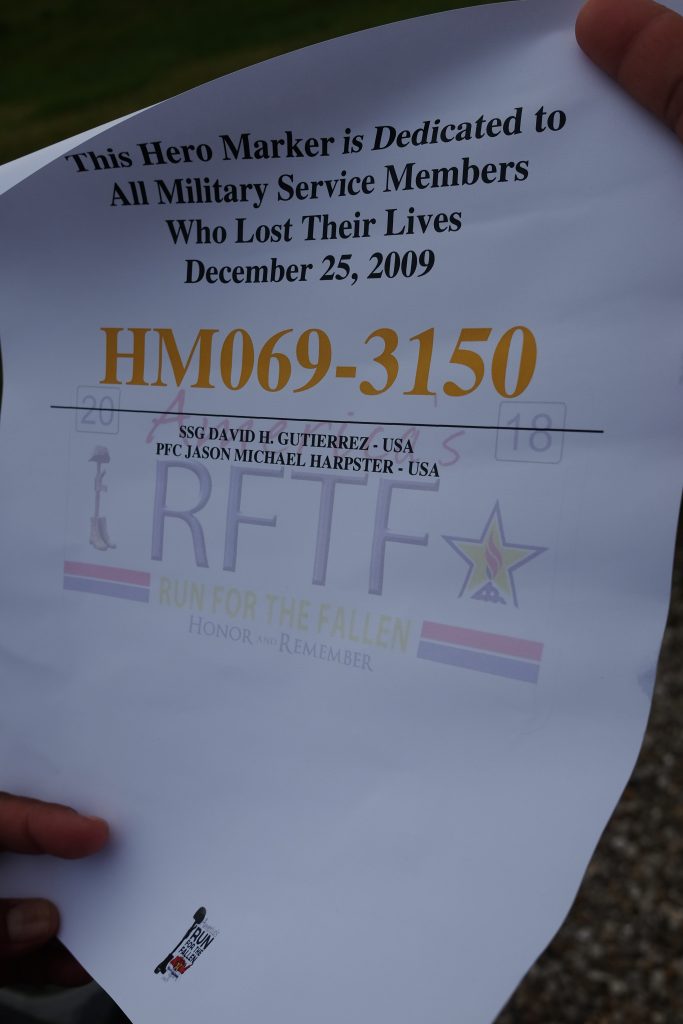 This Hero Marker is Dedicated to
All Military Service Members
Who Lost Their Lives
December 25, 2009
HM069-3150
20 America's 18
SSG DAVID H. GUTIERREZ - USA
PFC JASON MICHAEL HARPSTER - USA
RFTF
RUN FOR THE FALLEN
HONOR AND REMEMBER
RUN
FOR THE
FALLEN